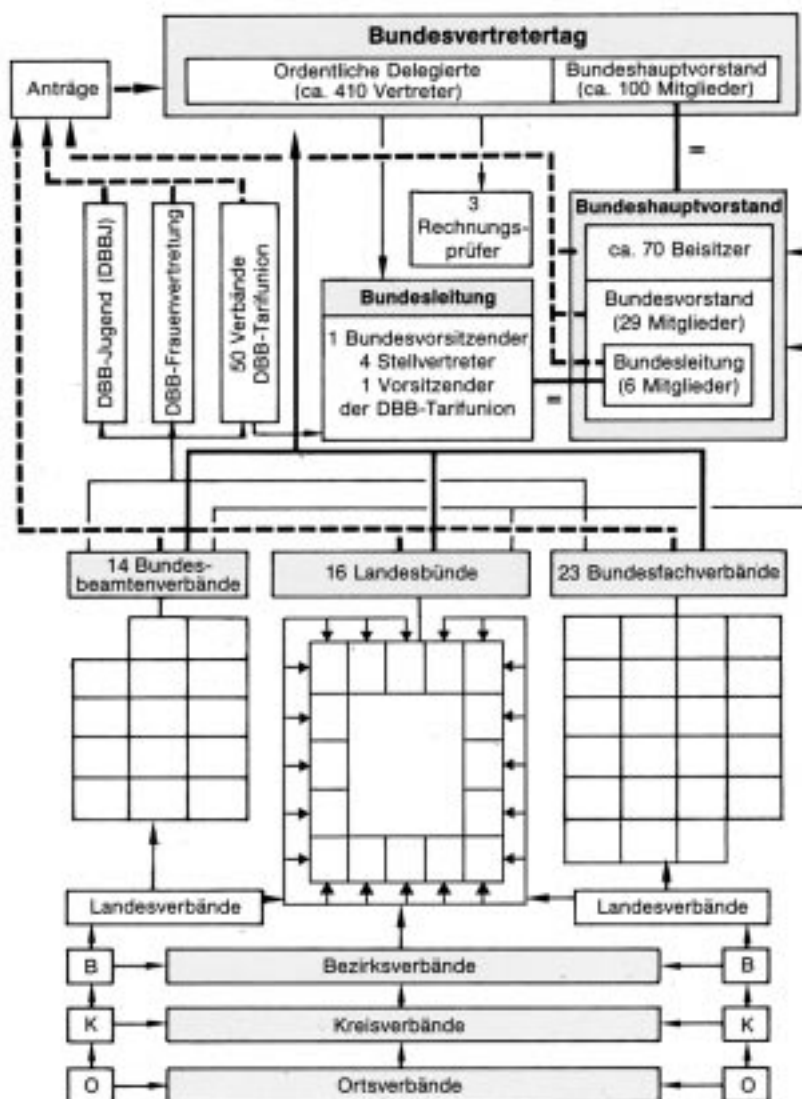 Bundesvertretertag
Ordentliche Delegierte
(ca. 410 Vertreter)
Bundeshauptvorstand
(ca. 100 Mitglieder)
Anträge
=
DBB-Jugend (DBBJ)
DBB-Frauenvertretung
50 Verbände
DBB-Tarifunion
3
Rechnungs-
prüfer
Bundeshauptvorstand
ca. 70 Beisitzer
Bundesvorstand
(29 Mitglieder)
Bundesleitung
(6 Mitglieder)
Bundesleitung
1 Bundesvorsitzender
4 Stellvertreter
1 Vorsitzender
der DBB-Tarifunion
=
14 Bundes-
beamtenverbände
16 Landesbünde
23 Bundesfachverbände
Landesverbände
Landesverbände
B
Bezirksverbände
B
K
Kreisverbände
K
O
Ortsverbände
O